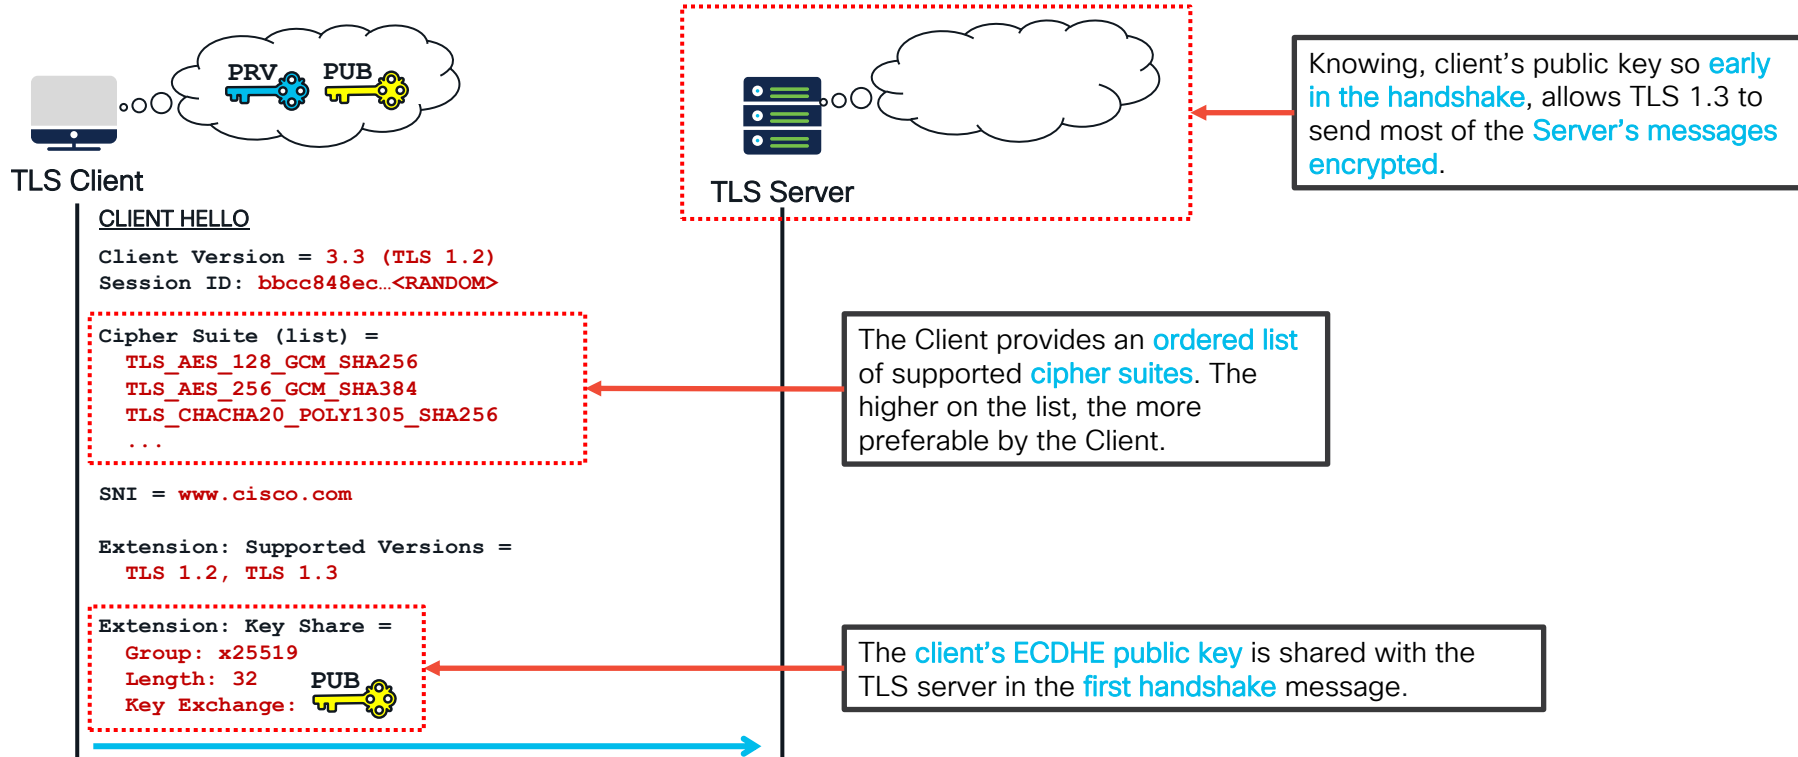 PRV
PUB
TLS Client
TLS Server
Knowing, client's public key so early
in the handshake, allows TLS 1.3 to
send most of the Server's messages
encrypted.
CLIENT HELLO
Client Version = 3.3 (TLS 1.2)
Session ID: bbcc848ec…<RANDOM>
Cipher Suite (list) =
TLS_AES_128_GCM_SHA256
TLS_AES_256_GCM_SHA384
TLS_CHACHA20_POLY1305_SHA256
...
The Client provides an ordered list
of supported cipher suites. The
higher on the list, the more
preferable by the Client.
SNI = www.cisco.com
Extension: Supported Versions =
TLS 1.2, TLS 1.3
Extension: Key Share =
Group: x25519
Length: 32
Key Exchange:
PUB
The client's ECDHE public key is shared with the
TLS server in the first handshake message.